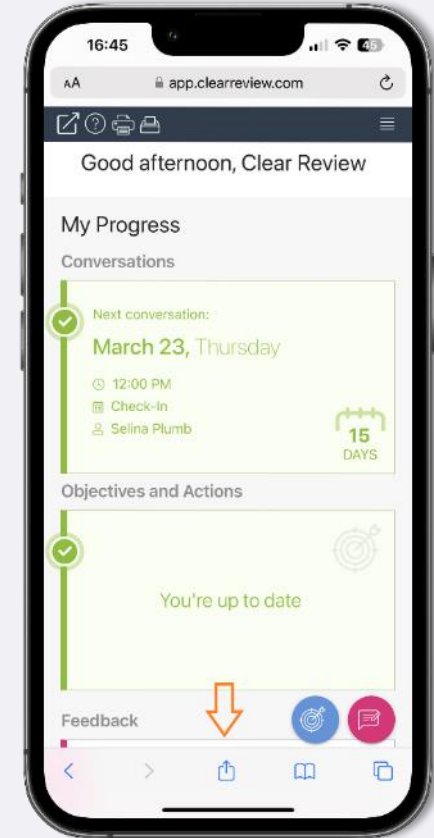 16:45
45
AA app.clearreview.com
Good afternoon, Clear Review
My Progress
Conversations
Next conversation:
March 23, Thursday
12:00 PM
Check-In
Selina Plumb
15
DAYS
Objectives and Actions
You're up to date
Feedback